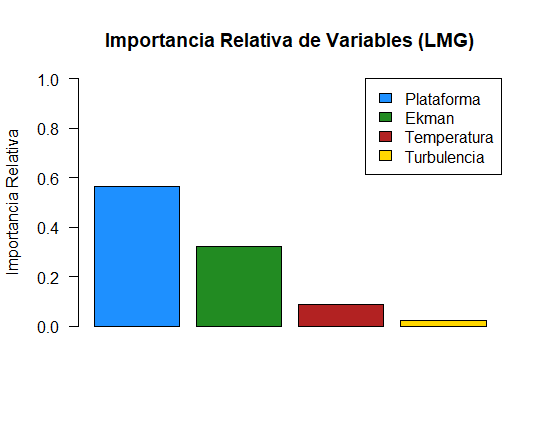 Importancia Relativa de Variables (LMG)
Importancia Relativa
1.0
0.8
0.6
0.4
0.2
0.0
Plataforma
Ekman
Temperatura
Turbulencia